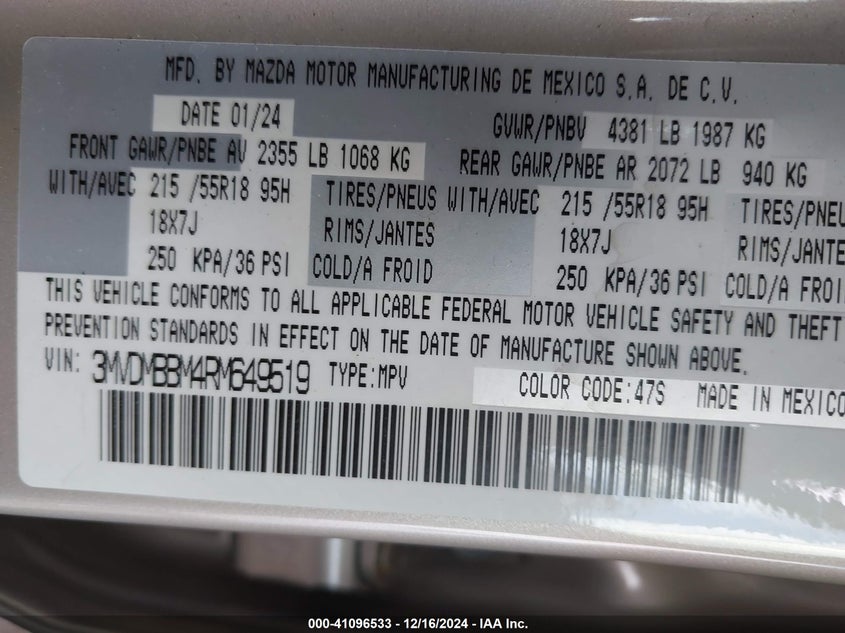 MFD. BY MAZDA MOTOR MANUFACTURING DE MEXICO S.A. DE C.V.
DATE 01/24 GVWR/PNBV 4381 LB 1987 KG
FRONT GAWR/PNBE AV 2355 LB 1068 KG REAR GAWR/PNBE AR 2072 LB 940 KG
WITH/AVEC 215 /55R18 95H TIRES/PNEUS WITH/AVEC 215 /55R18 95H TIRES/PNEU
18X7J RIMS/JANTES 18X7J RIMS/JANTES
250 KPA/36 PSI COLD/A FROID 250 KPA/36 PSI COLD/A FROI
THIS VEHICLE CONFORMS TO ALL APPLICABLE FEDERAL MOTOR VEHICLE SAFETY AND THEFT
PREVENTION STANDARDS IN EFFECT ON THE DATE OF MANUFACTURE SHOWN ABOVE.
VIN: 3MVDMBBM4RM649519 TYPE:MPV COLOR CODE:47S MADE IN MEXICO
000-41096533 - 12/16/2024 - IAA Inc.